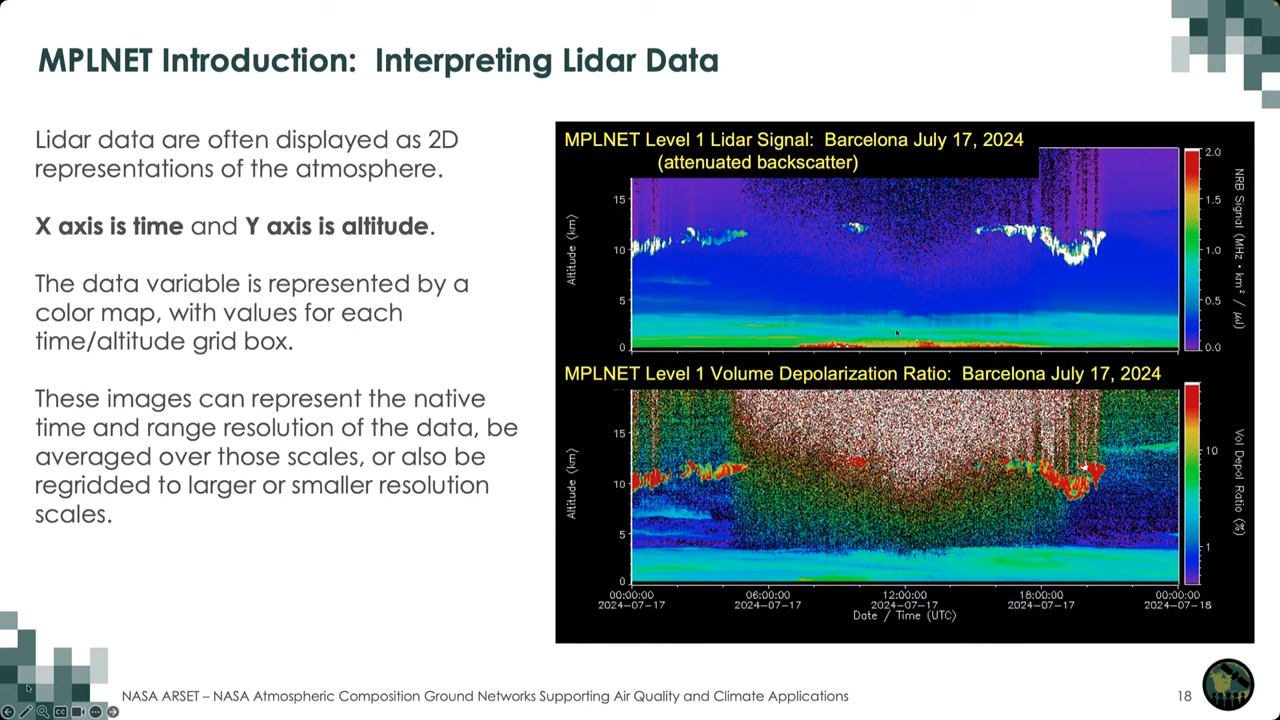 MPLNET Introduction: Interpreting Lidar Data
Lidar data are often displayed as 2D
representations of the atmosphere.
X axis is time and Y axis is altitude.
The data variable is represented by a
color map, with values for each
time/altitude grid box.
These images can represent the native
time and range resolution of the data, be
averaged over those scales, or also be
regridded to larger or smaller resolution
scales.
MPLNET Level 1 Lidar Signal: Barcelona July 17, 2024
(attenuated backscatter)
Altitude (km)
15
10
5
0
2.0
1.5
1.0
0.5
0.0
NRB Signal (MHz • km² / µJ)
MPLNET Level 1 Volume Depolarization Ratio: Barcelona July 17, 2024
Altitude (km)
15
10
5
0
10
1
Vol Depol Ratio (%)
00:00:00 06:00:00 12:00:00 18:00:00 00:00:00
2024-07-17 2024-07-17 2024-07-17 2024-07-17 2024-07-18
Date / Time (UTC)
NASA ARSET – NASA Atmospheric Composition Ground Networks Supporting Air Quality and Climate Applications
18
CC